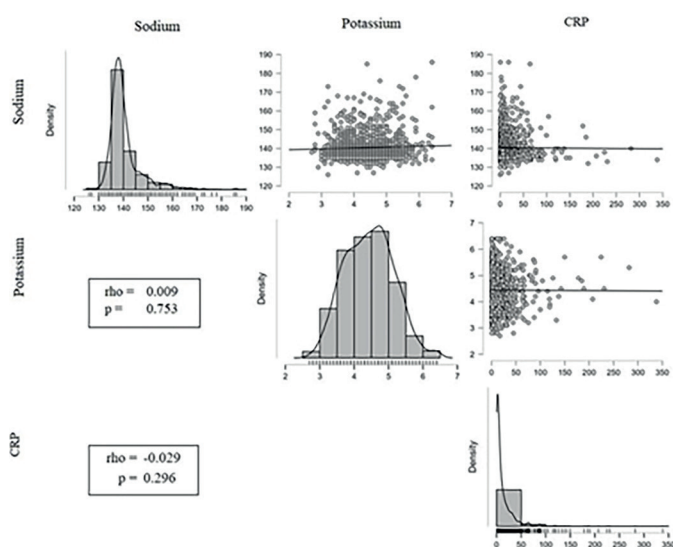 Sodium
Potassium
CRP
Sodium
Density
120 130 140 150 160 170 180 190
190
180
170
160
150
140
130
120
2 3 4 5 6 7
190
180
170
160
150
140
130
120
0 50 100 150 200 250 300 350
Potassium
rho = 0.009
p = 0.753
Density
2 3 4 5 6 7
7
6
5
4
3
2
0 50 100 150 200 250 300 350
CRP
rho = -0.029
p = 0.296
Density
0 50 100 150 200 250 300 350